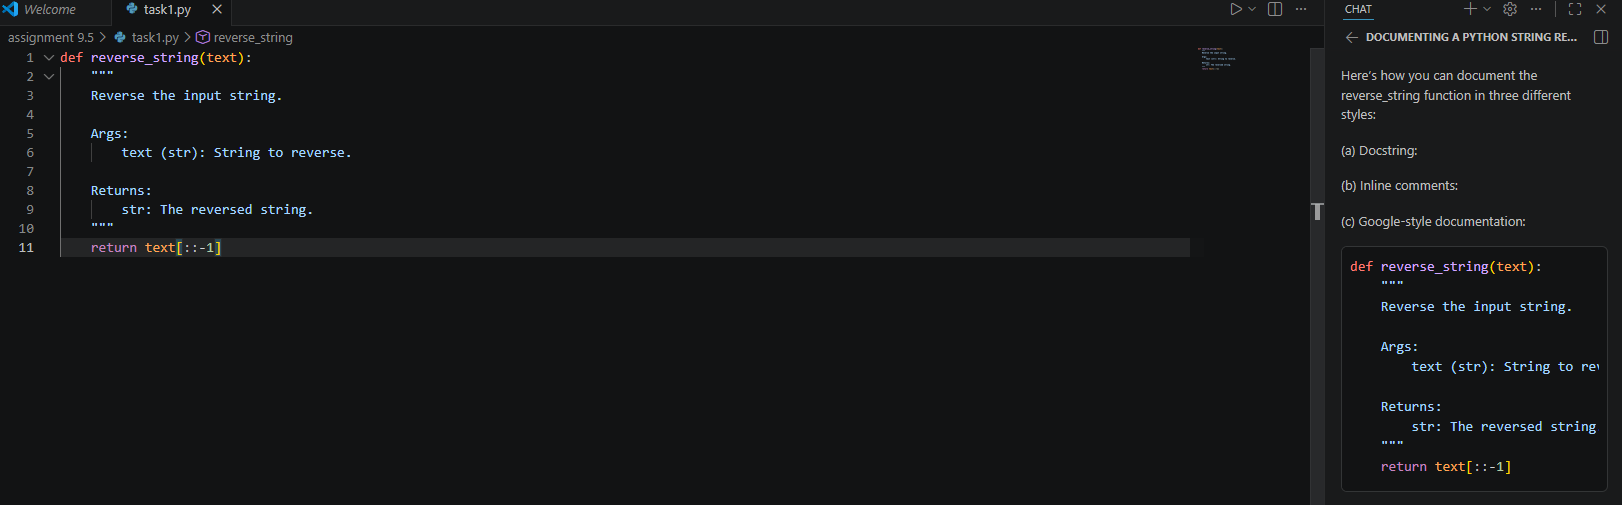 Welcome
task1.py
assignment 9.5 > task1.py > reverse_string
1 def reverse_string(text):
2 """
3 Reverse the input string.
4
5 Args:
6 text (str): String to reverse.
7
8 Returns:
9 str: The reversed string.
10 """
11 return text[::-1]
CHAT
DOCUMENTING A PYTHON STRING RE...
Here's how you can document the
reverse_string function in three different
styles:
(a) Docstring:
(b) Inline comments:
(c) Google-style documentation:
def reverse_string(text):
"""
Reverse the input string.
Args:
text (str): String to rev
Returns:
str: The reversed string
"""
return text[::-1]